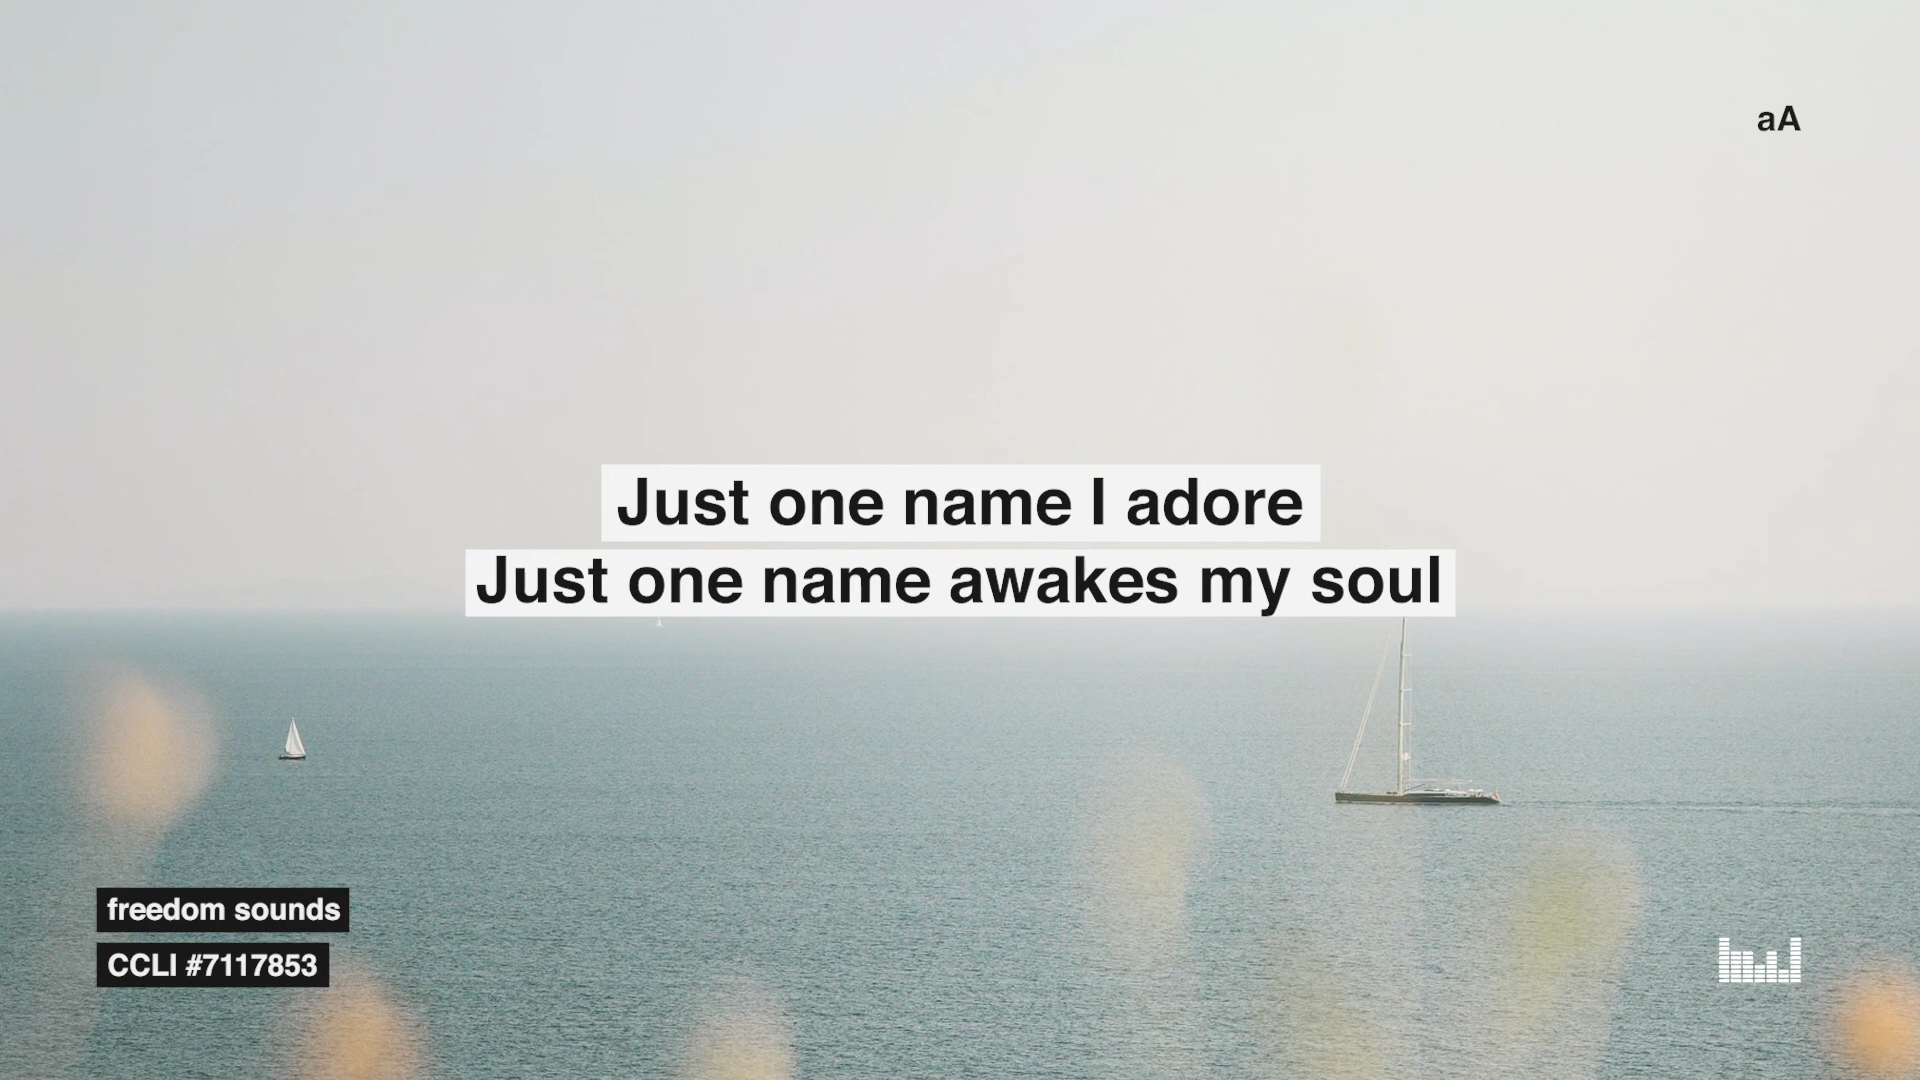 aA
Just one name I adore
Just one name awakes my soul
freedom sounds
CCLI #7117853